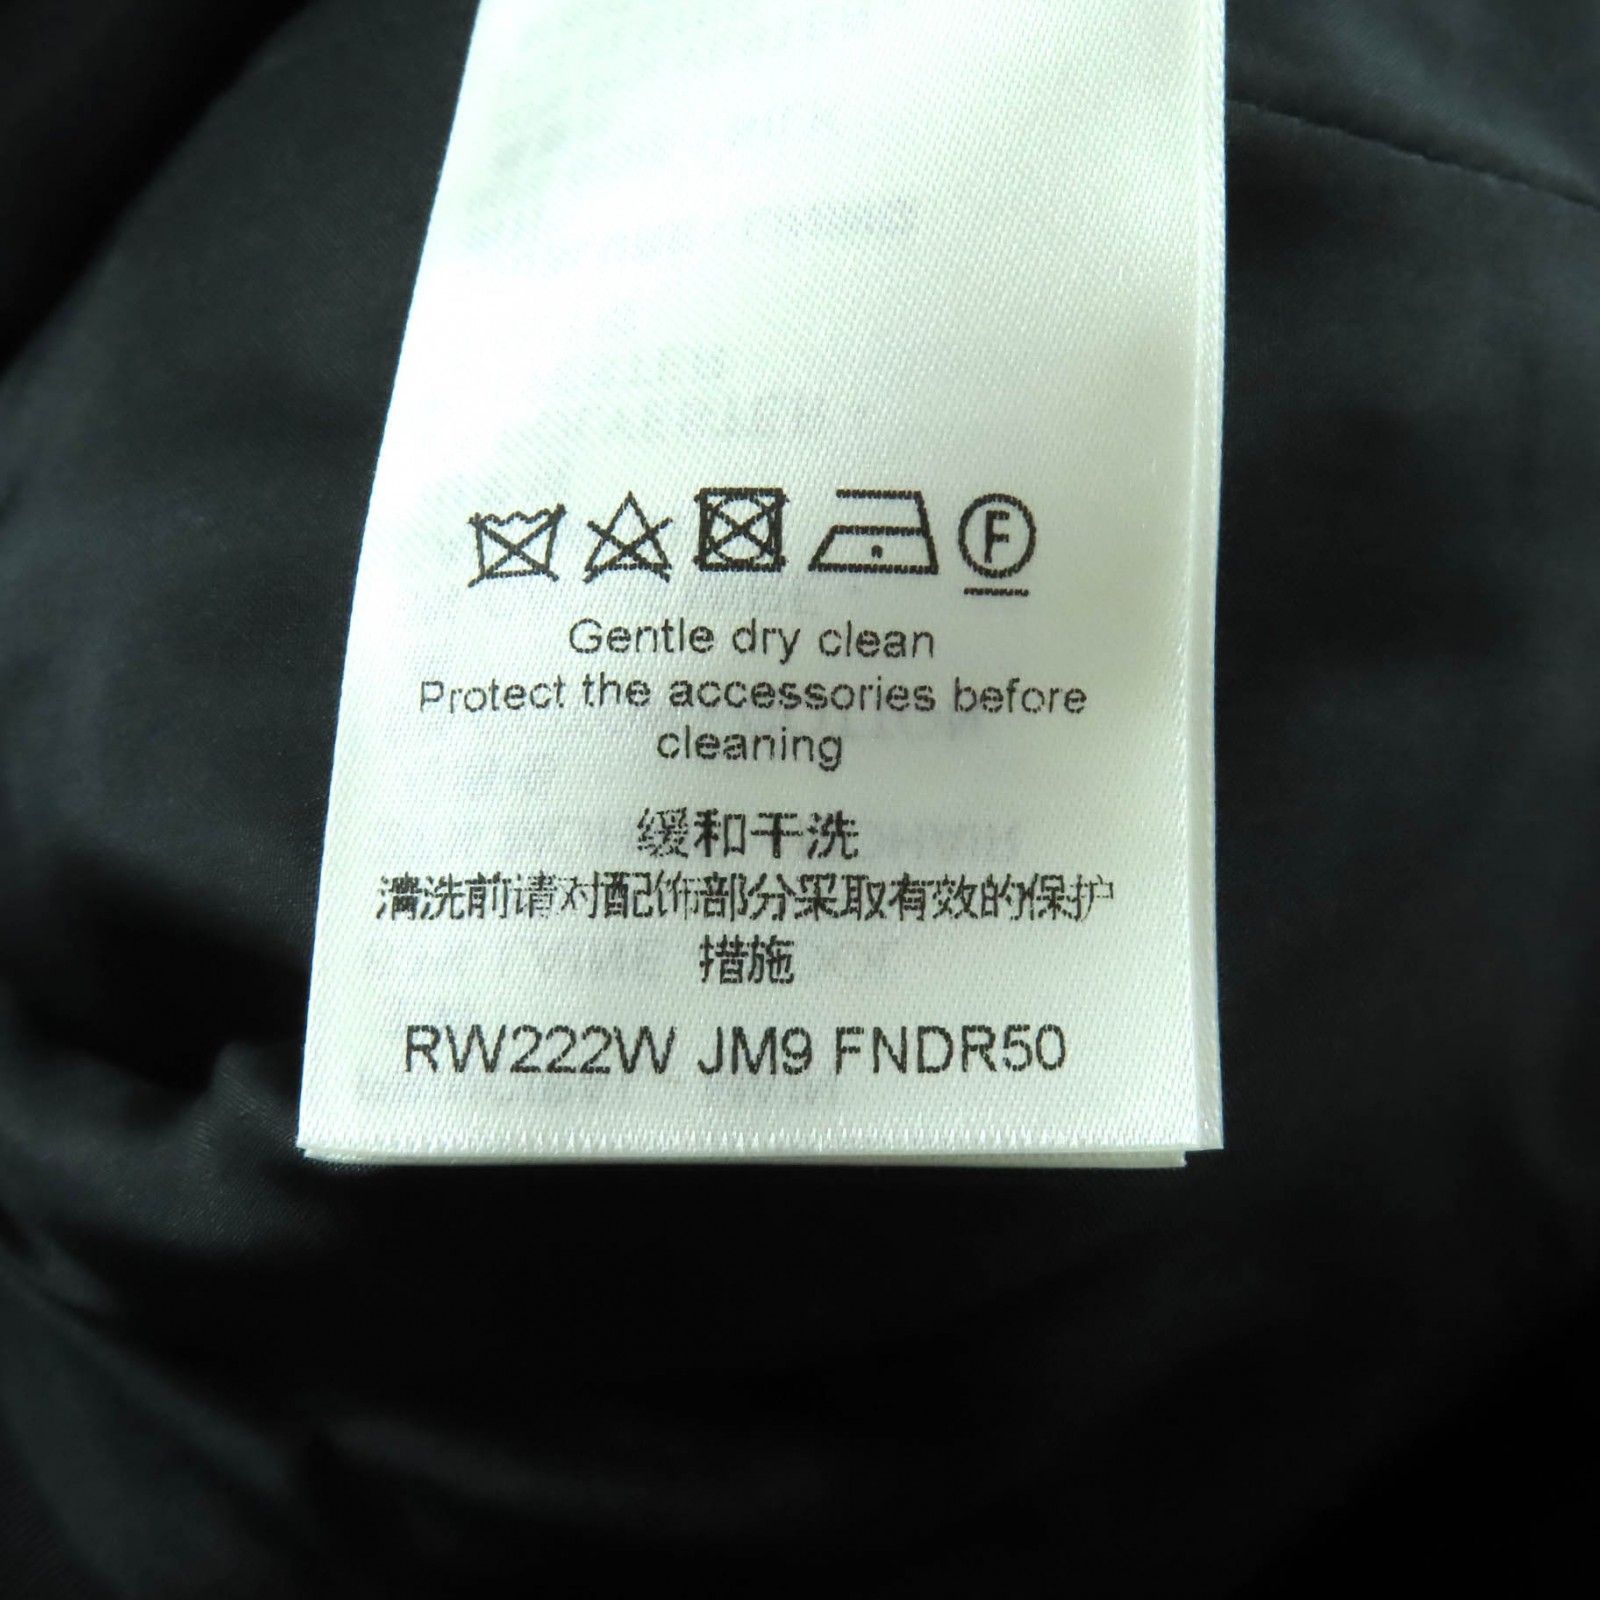 F
Gentle dry clean
Protect the accessories before
cleaning
缓和干洗
清洗前请对配饰部分采取有效的保护
措施
RW222W JM9 FNDR50